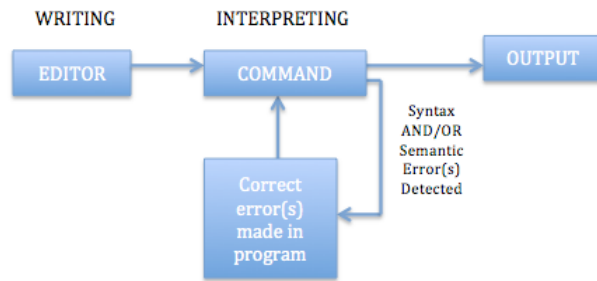 WRITING
INTERPRETING
EDITOR
COMMAND
OUTPUT
Syntax
AND/OR
Semantic
Error(s)
Detected
Correct
error(s)
made in
program